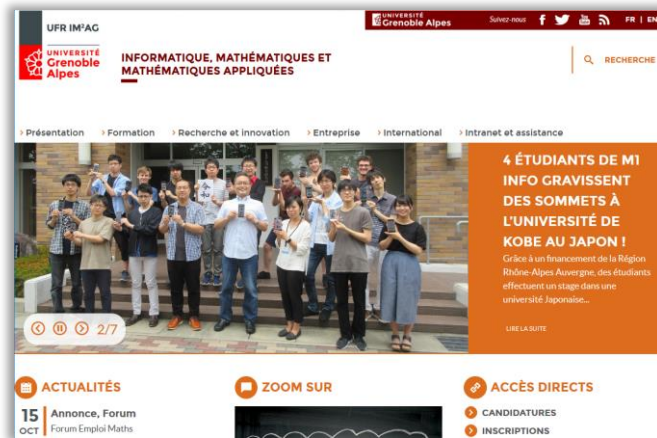 UFR IM²AG
UNIVERSITÉ
Grenoble Alpes
Suivez-nous
FR | EN
UNIVERSITÉ
Grenoble
Alpes
INFORMATIQUE, MATHÉMATIQUES ET
MATHÉMATIQUES APPLIQUÉES
RECHERCHE
Présentation
Formation
Recherche et innovation
Entreprise
International
Intranet et assistance
4 ÉTUDIANTS DE M1
INFO GRAVISSENT
DES SOMMETS À
L'UNIVERSITÉ DE
KOBE AU JAPON !
Grâce à un financement de la Région
Rhône-Alpes Auvergne, des étudiants
effectuent un stage dans une
université Japonaise...
LIRE LA SUITE
2/7
ACTUALITÉS
15
OCT
Annonce, Forum
Forum Emploi Maths
ZOOM SUR
ACCÈS DIRECTS
CANDIDATURES
INSCRIPTIONS